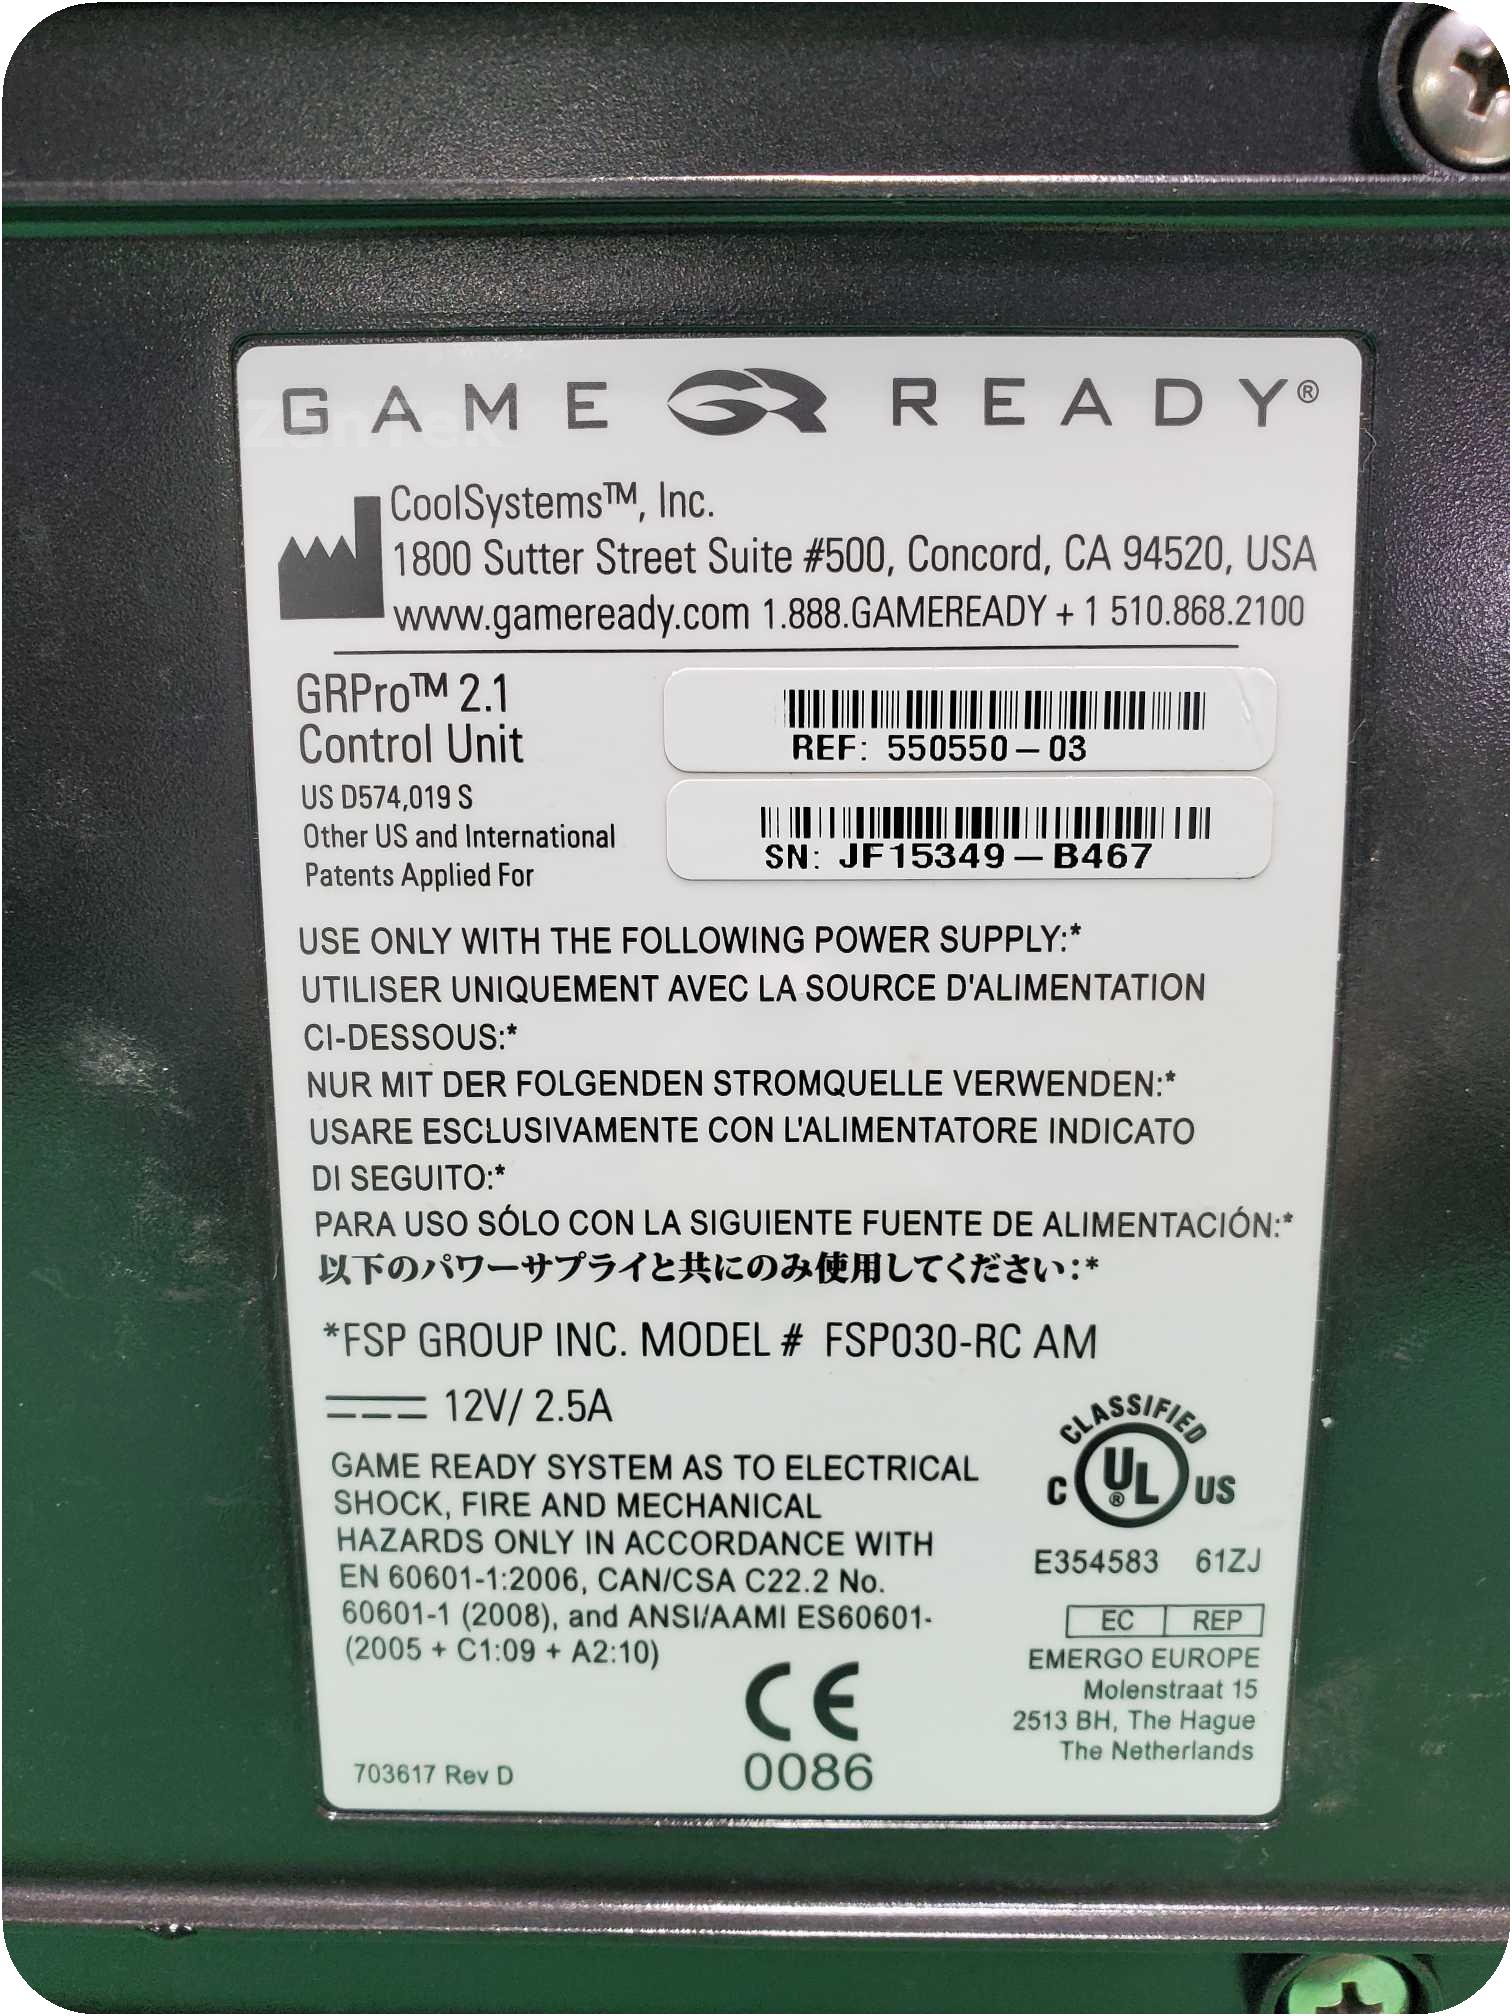 GAME GR READY®
CoolSystems™, Inc.
1800 Sutter Street Suite #500, Concord, CA 94520, USA
www.gameready.com 1.888.GAMEREADY + 1 510.868.2100
GRPro™ 2.1
Control Unit
US D574,019 S
Other US and International
Patents Applied For
REF: 550550-03
SN: JF15349-B467
USE ONLY WITH THE FOLLOWING POWER SUPPLY:*
UTILISER UNIQUEMENT AVEC LA SOURCE D'ALIMENTATION
CI-DESSOUS:*
NUR MIT DER FOLGENDEN STROMQUELLE VERWENDEN:*
USARE ESCLUSIVAMENTE CON L'ALIMENTATORE INDICATO
DI SEGUITO:*
PARA USO SÓLO CON LA SIGUIENTE FUENTE DE ALIMENTACIÓN:*
以下のパワーサプライと共にのみ使用してください:*
*FSP GROUP INC. MODEL # FSP030-RC AM
12V/ 2.5A
GAME READY SYSTEM AS TO ELECTRICAL
SHOCK, FIRE AND MECHANICAL
HAZARDS ONLY IN ACCORDANCE WITH
EN 60601-1:2006, CAN/CSA C22.2 No.
60601-1 (2008), and ANSI/AAMI ES60601-
(2005 + C1:09 + A2:10)
CLASSIFIED
C UL® US
E354583 61ZJ
EC REP
EMERGO EUROPE
Molenstraat 15
2513 BH, The Hague
The Netherlands
CE
0086
703617 Rev D